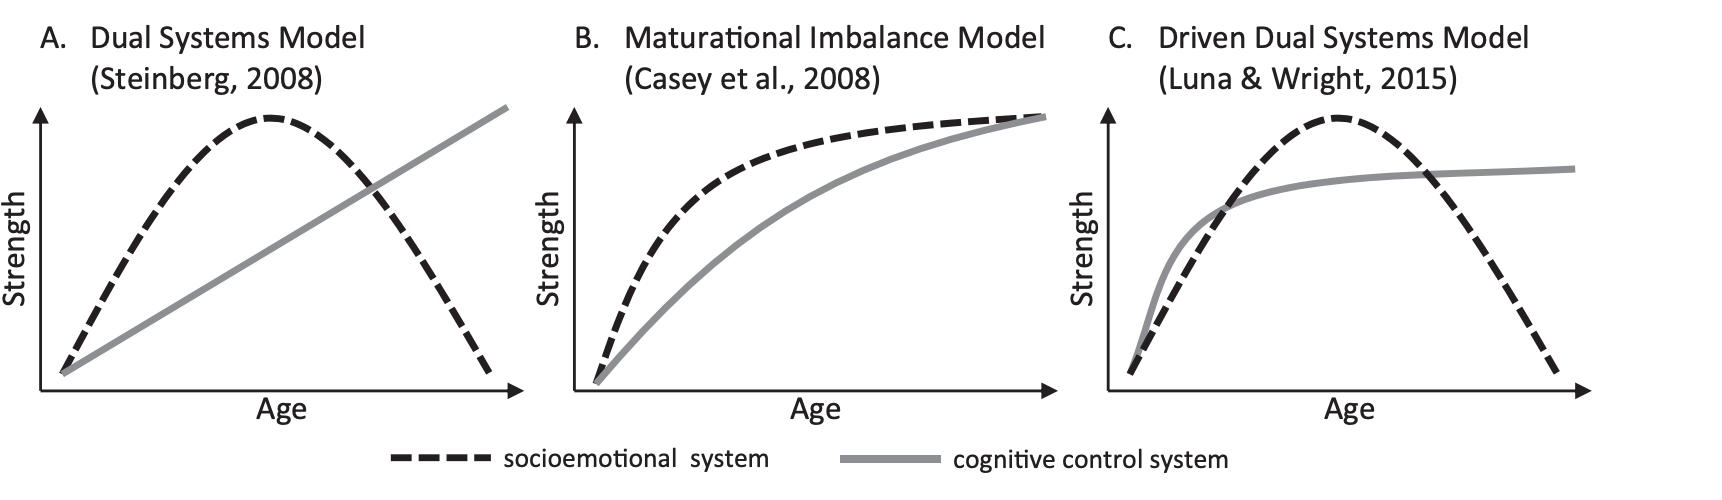 A. Dual Systems Model
(Steinberg, 2008)
Strength
Age
B. Maturational Imbalance Model
(Casey et al., 2008)
Strength
Age
C. Driven Dual Systems Model
(Luna & Wright, 2015)
Strength
Age
socioemotional system
cognitive control system